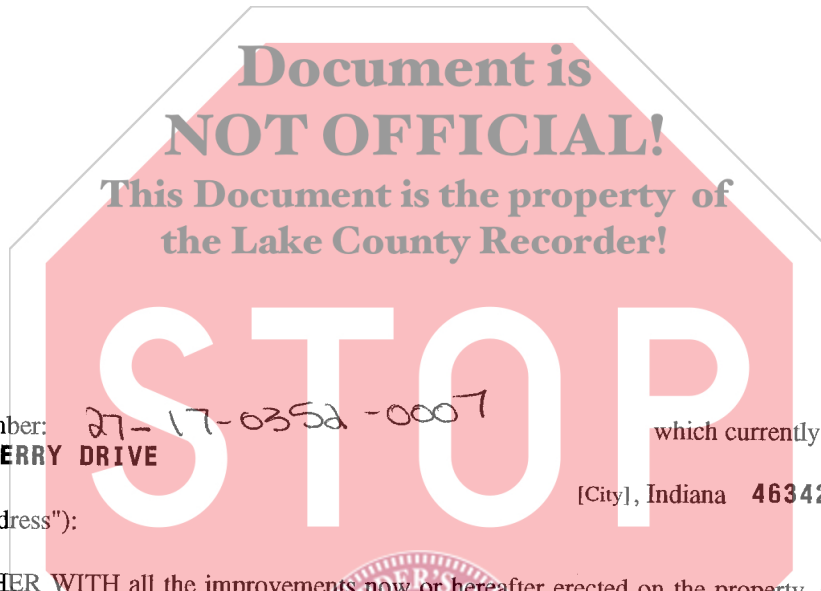 Document is
NOT OFFICIAL!
This Document is the property of
the Lake County Recorder!
STOP
nber: 27-17-0352-0007 which currently
ERRY DRIVE
[City], Indiana 46342
dress"):
HER WITH all the improvements now or hereafter erected on the property
DER'S